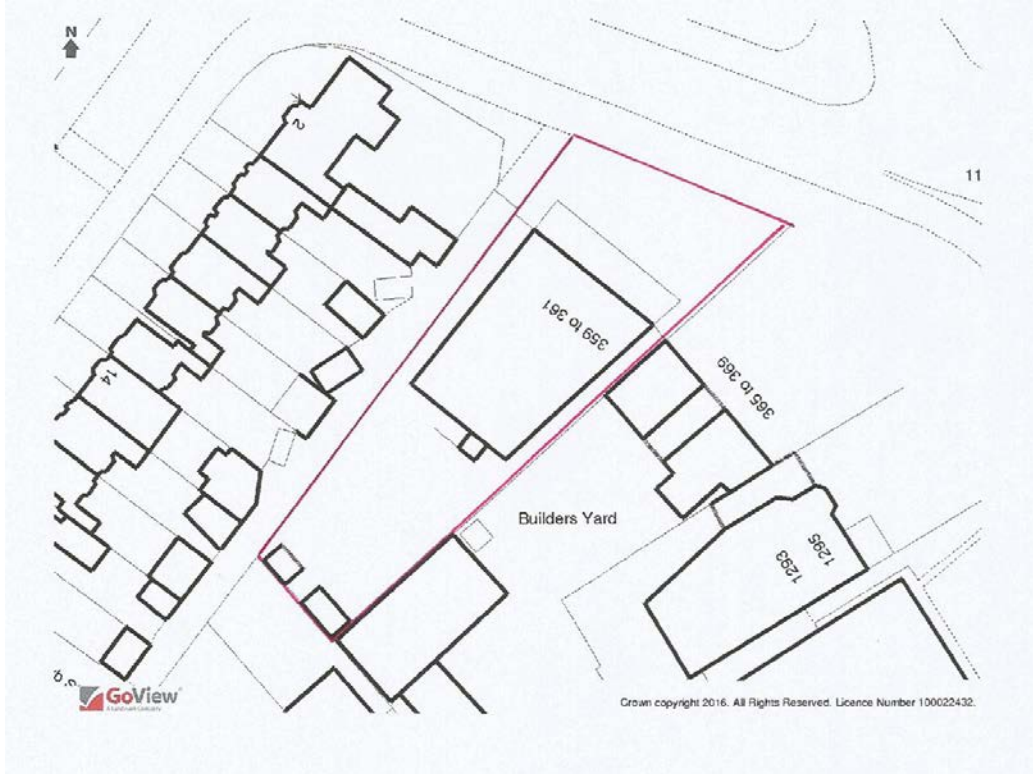 N
2
11
359 to 361
365 to 369
14
Builders Yard
1295
1293
GoView
Crown copyright 2016. All Rights Reserved. Licence Number 100022432.